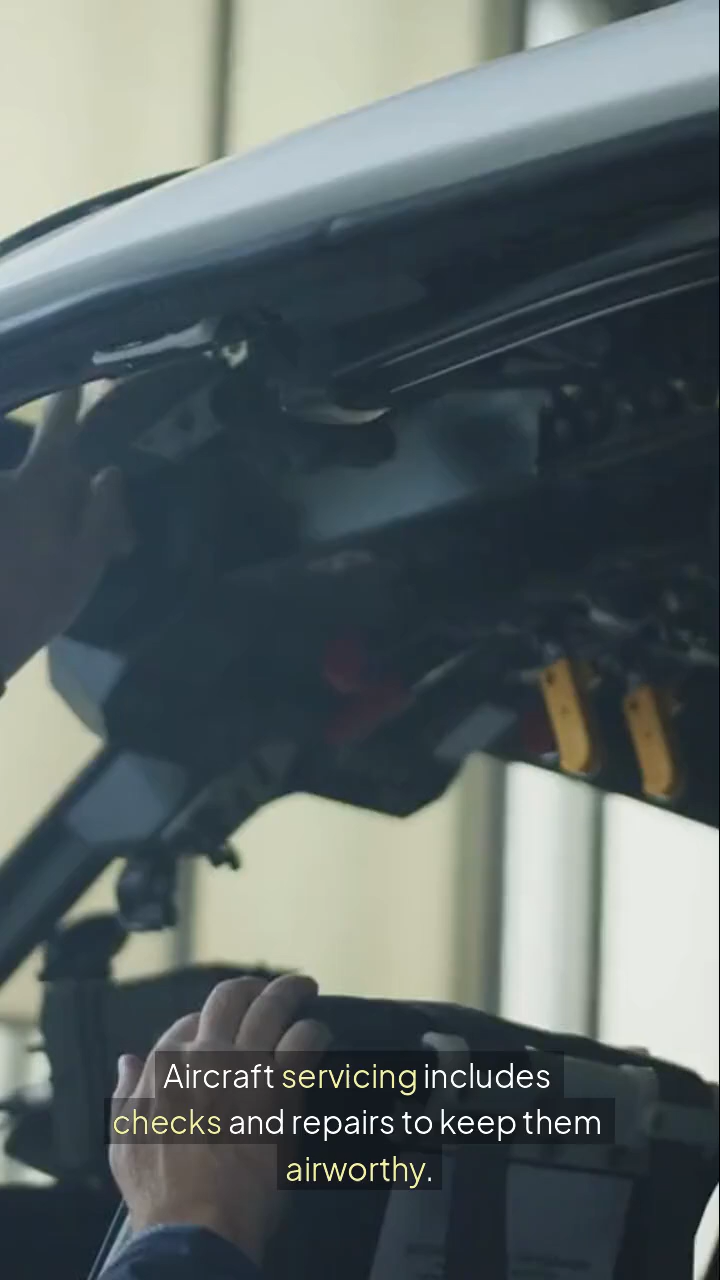 Aircraft servicing includes
checks and repairs to keep them
airworthy.